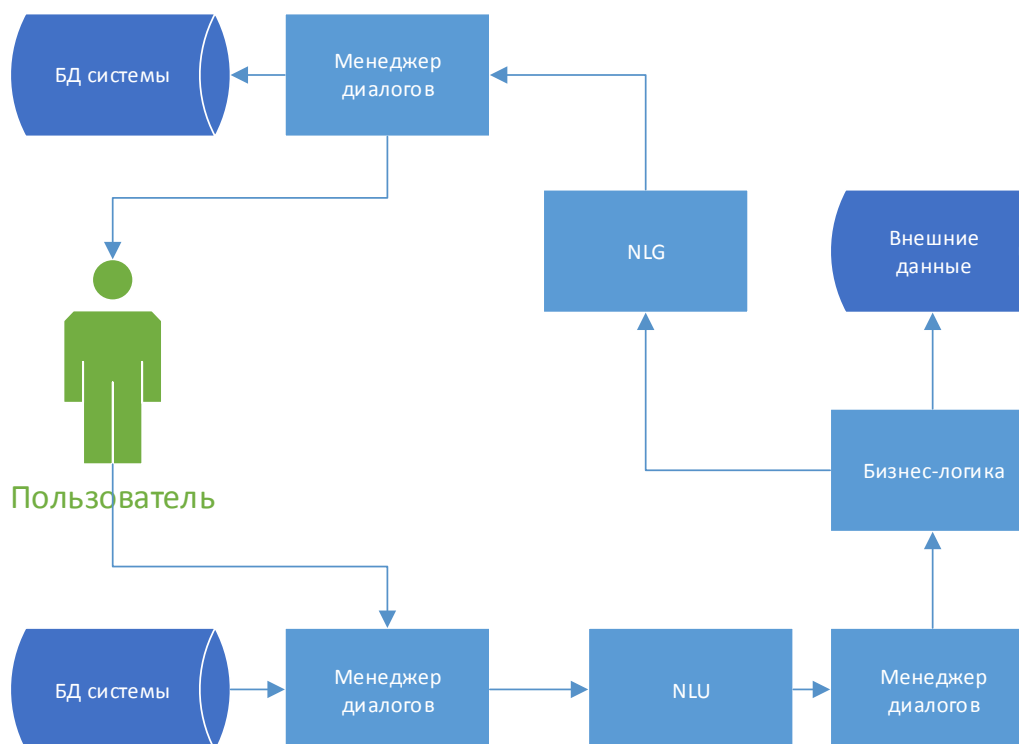 БД системы
Менеджер
диалогов
NLG
Внешние
данные
Бизнес-логика
Пользователь
БД системы
Менеджер
диалогов
NLU
Менеджер
диалогов